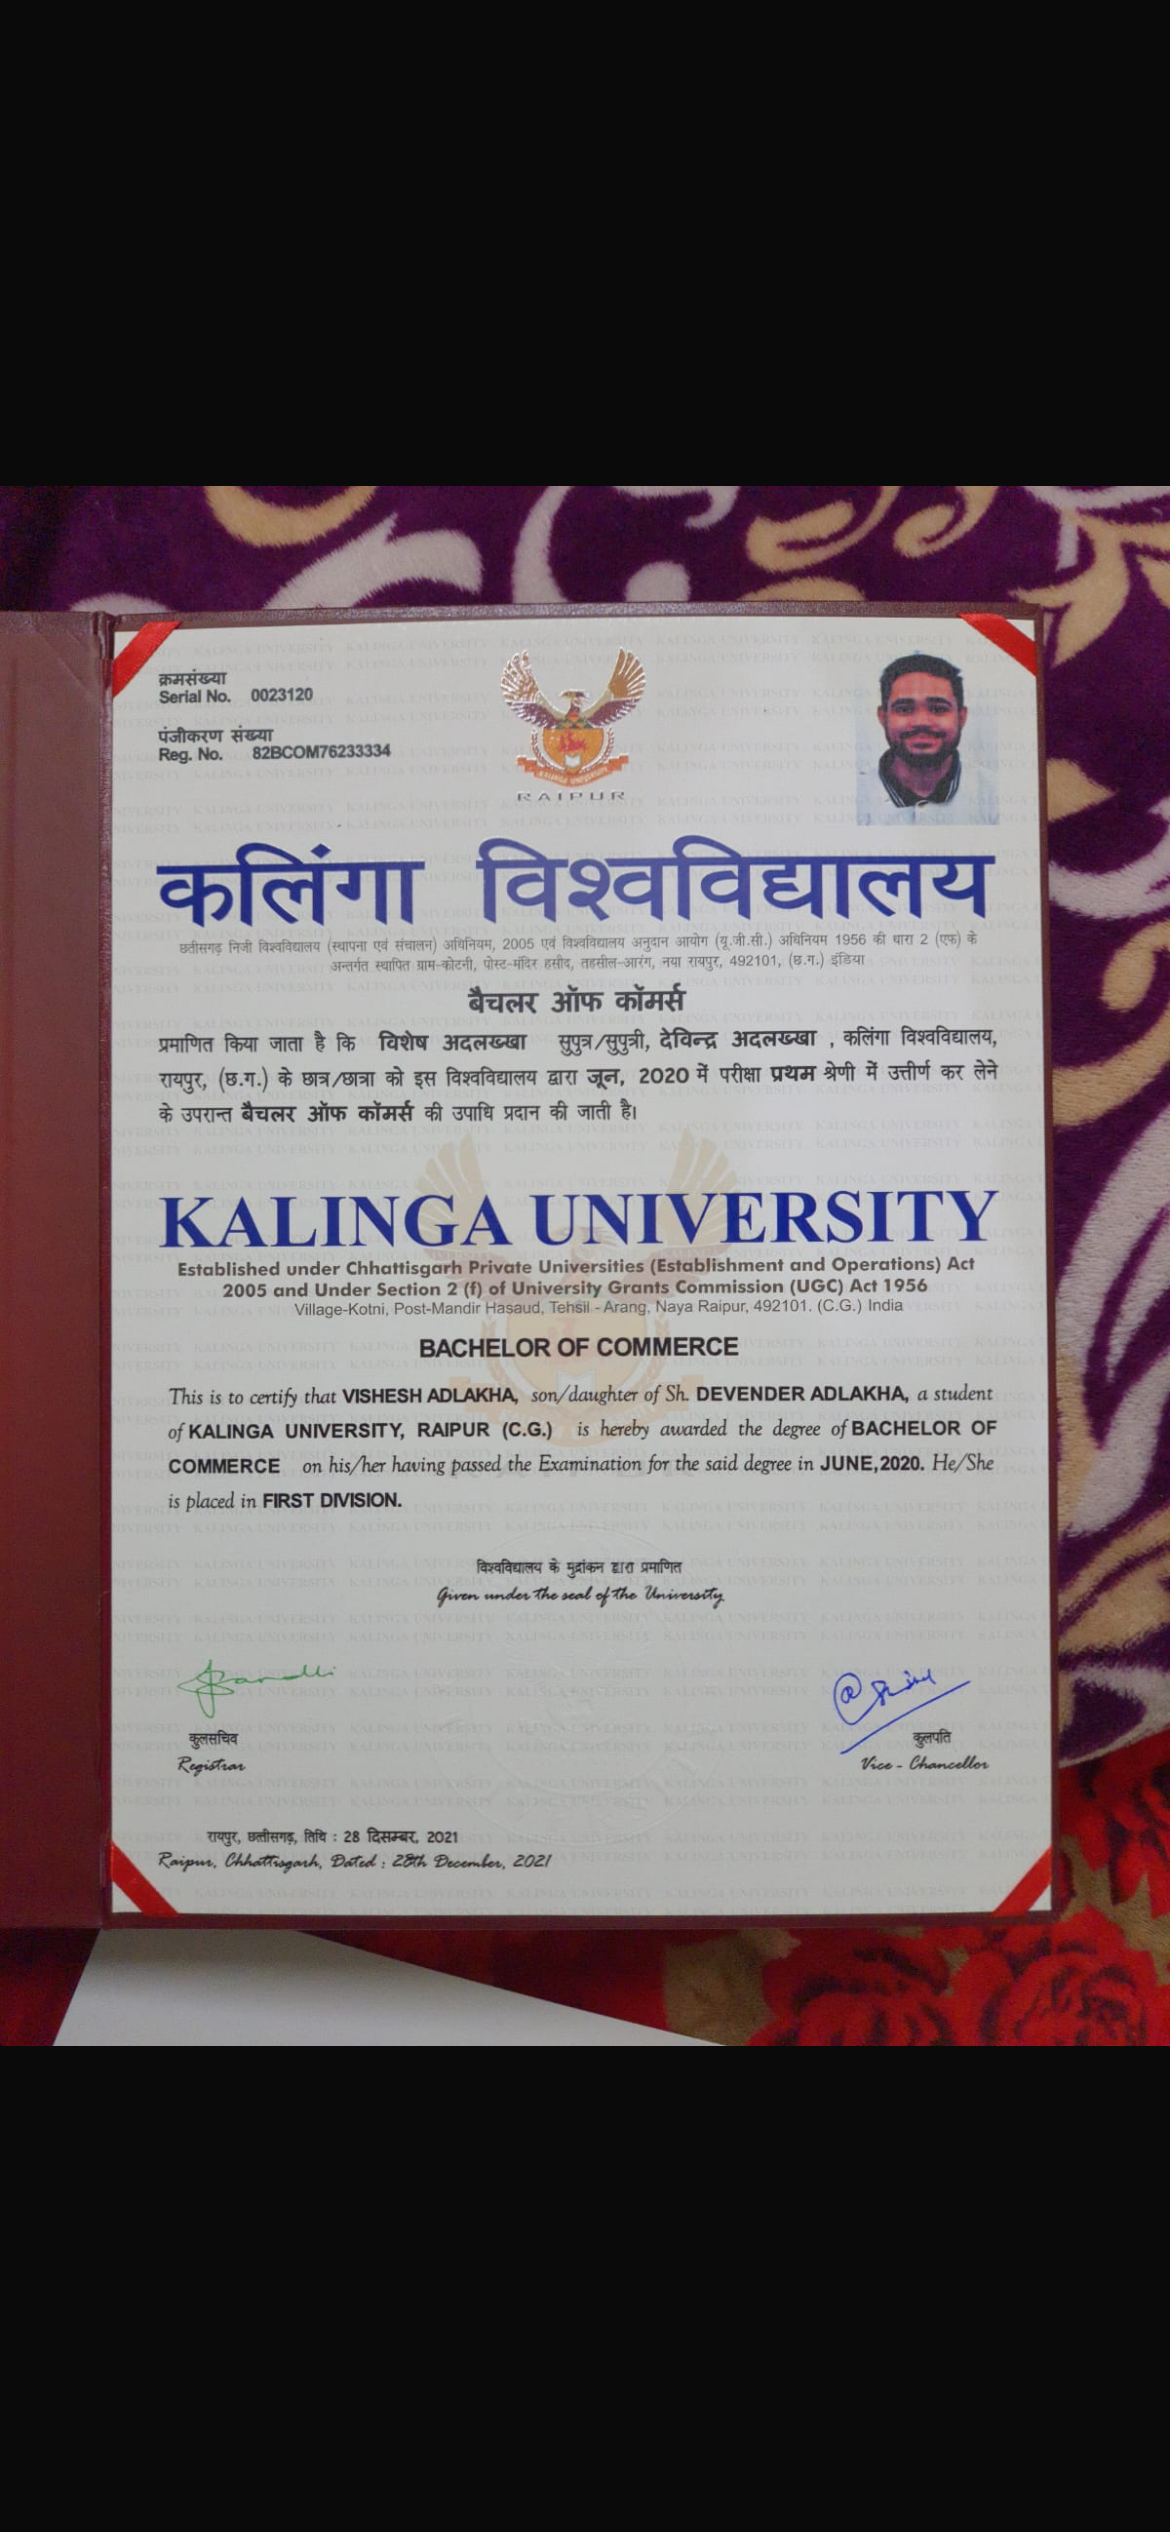 क्रमसंख्या
Serial No. 0023120
पंजीकरण संख्या
Reg. No. 82BCOM76233334
KALINGA UNIVERSITY
RAIPUR
कलिंगा विश्वविद्यालय
छत्तीसगढ़ निजी विश्वविद्यालय (स्थापना एवं संचालन) अधिनियम, 2005 एवं विश्वविद्यालय अनुदान आयोग (यू.जी.सी.) अधिनियम 1956 की धारा 2 (एफ) के
अन्तर्गत स्थापित ग्राम-कोटनी, पोस्ट-मंदिर हसौद, तहसील-आरंग, नया रायपुर, 492101, (छ.ग.) इंडिया
बैचलर ऑफ कॉमर्स
प्रमाणित किया जाता है कि विशेष अदलख्खा सुपुत्र/सुपुत्री, देविन्द्र अदलख्खा , कलिंगा विश्वविद्यालय,
रायपुर, (छ.ग.) के छात्र/छात्रा को इस विश्वविद्यालय द्वारा जून, 2020 में परीक्षा प्रथम श्रेणी में उत्तीर्ण कर लेने
के उपरान्त बैचलर ऑफ कॉमर्स की उपाधि प्रदान की जाती है।
KALINGA UNIVERSITY
Established under Chhattisgarh Private Universities (Establishment and Operations) Act
2005 and Under Section 2 (f) of University Grants Commission (UGC) Act 1956
Village-Kotni, Post-Mandir Hasaud, Tehsil - Arang, Naya Raipur, 492101. (C.G.) India
BACHELOR OF COMMERCE
This is to certify that VISHESH ADLAKHA, son/daughter of Sh. DEVENDER ADLAKHA, a student
of KALINGA UNIVERSITY, RAIPUR (C.G.) is hereby awarded the degree of BACHELOR OF
COMMERCE on his/her having passed the Examination for the said degree in JUNE,2020. He/She
is placed in FIRST DIVISION.
विश्वविद्यालय के मुद्रांकन द्वारा प्रमाणित
Given under the seal of the University
कुलसचिव
Registrar
कुलपति
Vice - Chancellor
रायपुर, छत्तीसगढ़, तिथि : 28 दिसम्बर, 2021
Raipur, Chhattisgarh, Dated : 28th December, 2021